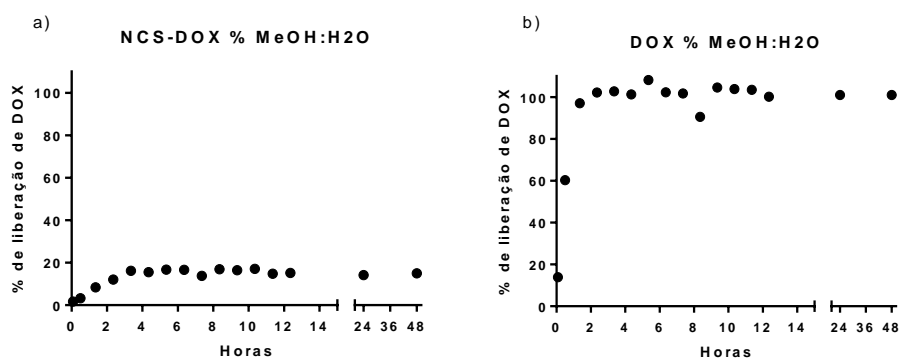 a)
NCS-DOX % MeOH:H2O
% de liberação de DOX
100
80
60
40
20
0
0 2 4 6 8 10 12 14 24 36 48
Horas
b)
DOX % MeOH:H2O
% de liberação de DOX
100
80
60
40
20
0
0 2 4 6 8 10 12 14 24 36 48
Horas